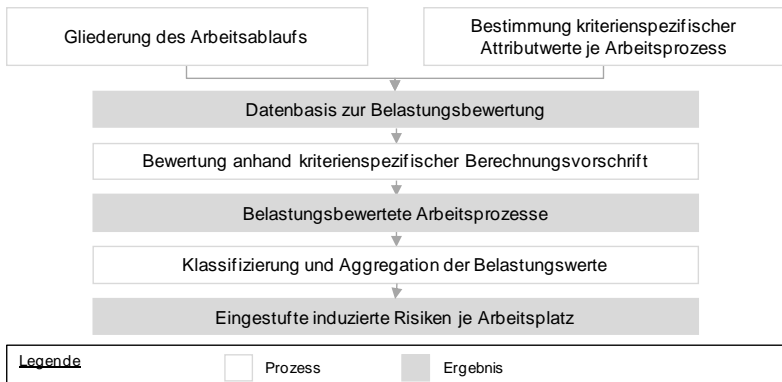 Gliederung des Arbeitsablaufs
Bestimmung kriterienspezifischer
Attributwerte je Arbeitsprozess
Datenbasis zur Belastungsbewertung
Bewertung anhand kriterienspezifischer Berechnungsvorschrift
Belastungsbewertete Arbeitsprozesse
Klassifizierung und Aggregation der Belastungswerte
Eingestufte induzierte Risiken je Arbeitsplatz
Legende
Prozess
Ergebnis